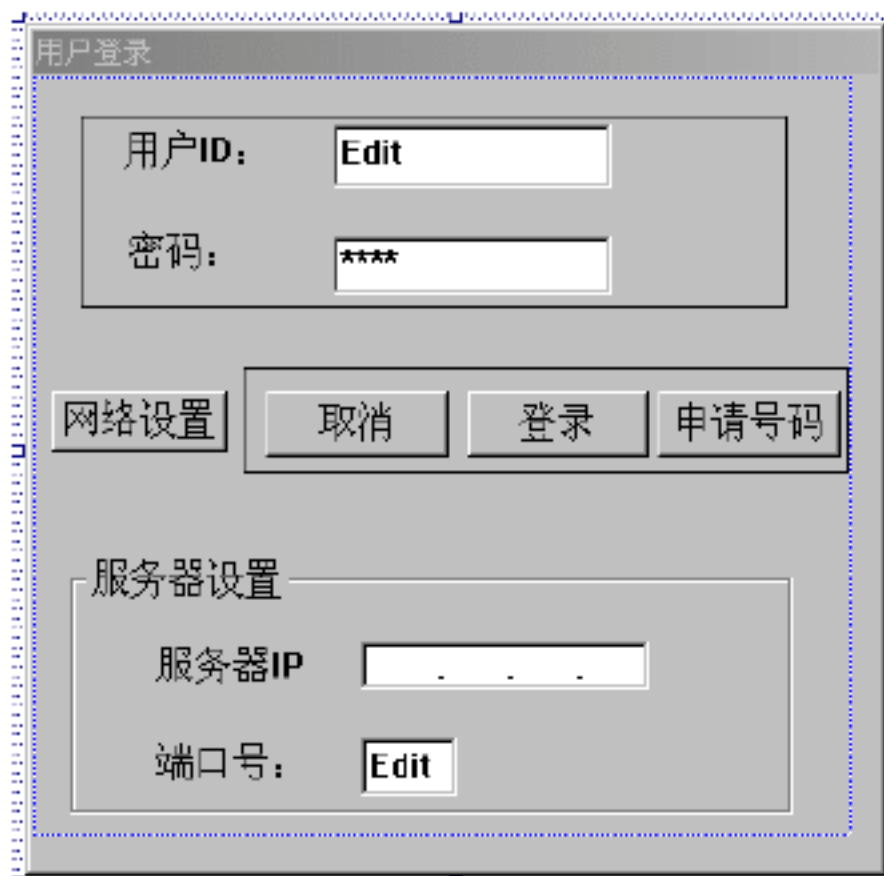 用户登录
用户ID： Edit
密码： ****
网络设置 取消 登录 申请号码
服务器设置
服务器IP . . .
端口号： Edit